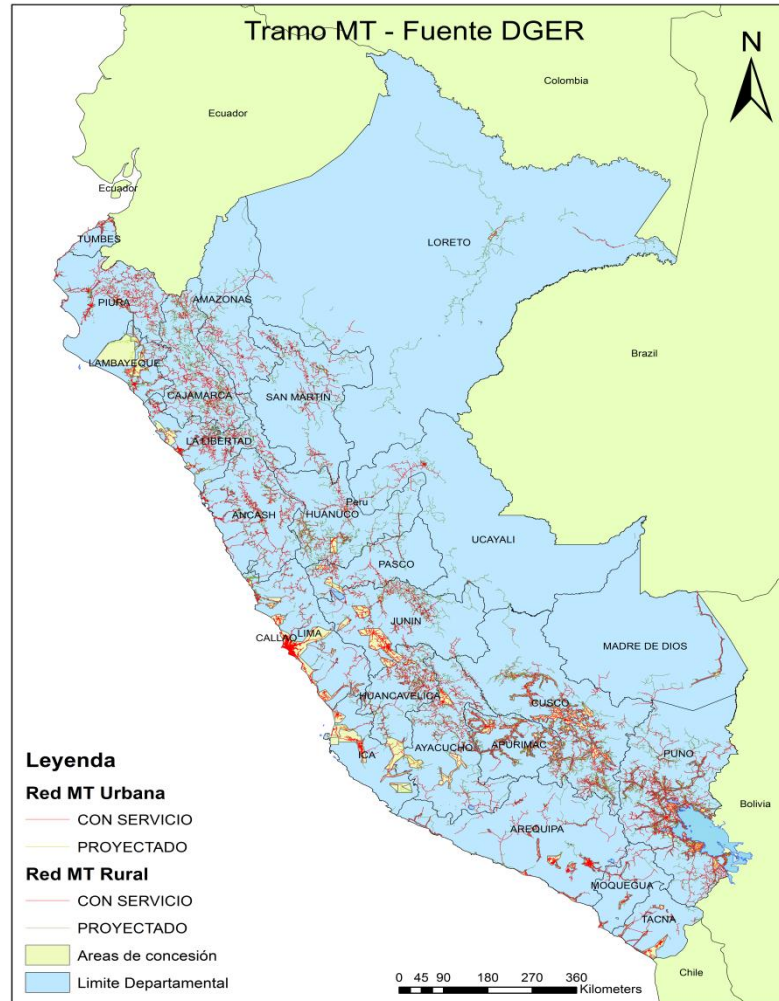 Tramo MT - Fuente DGER
N
Colombia
Ecuador
Ecuador
TUMBES
LORETO
PIURA
AMAZONAS
LAMBAYEQUE
Brazil
CAJAMARCA
SAN MARTIN
LA LIBERTAD
Peru
ANCASH
HUANUCO
UCAYALI
PASCO
JUNIN
CALLAO
LIMA
MADRE DE DIOS
HUANCAVELICA
CUSCO
ICA
AYACUCHO
APURIMAC
PUNO
Bolivia
AREQUIPA
MOQUEGUA
TACNA
Chile
Leyenda
Red MT Urbana
CON SERVICIO
PROYECTADO
Red MT Rural
CON SERVICIO
PROYECTADO
Areas de concesión
Limite Departamental
0 45 90 180 270 360
Kilometers